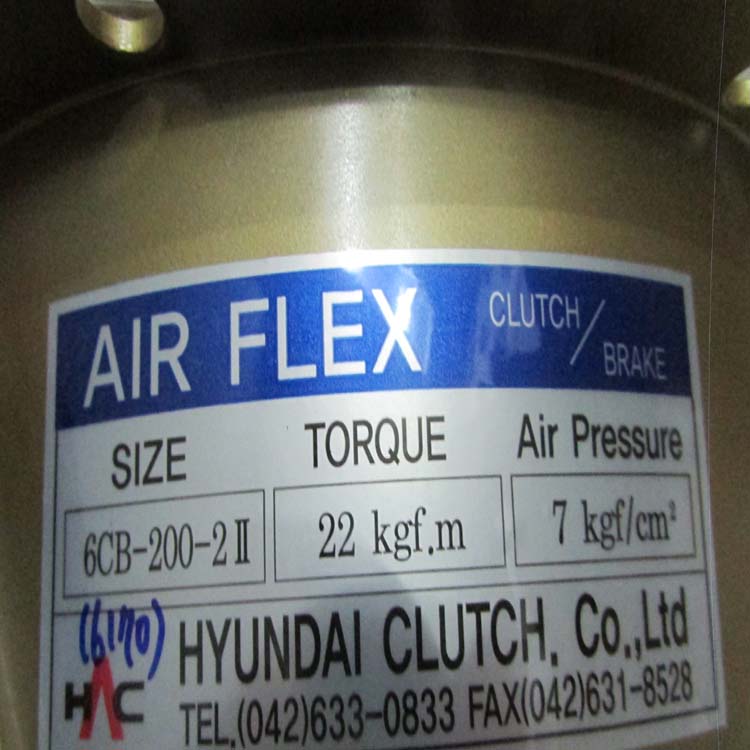 AIR FLEX CLUTCH/BRAKE
SIZE TORQUE Air Pressure
6CB-200-2Ⅱ 22 kgf.m 7 kgf/cm²
(6170)
HAC HYUNDAI CLUTCH. Co.,Ltd
TEL.(042)633-0833 FAX(042)631-8528